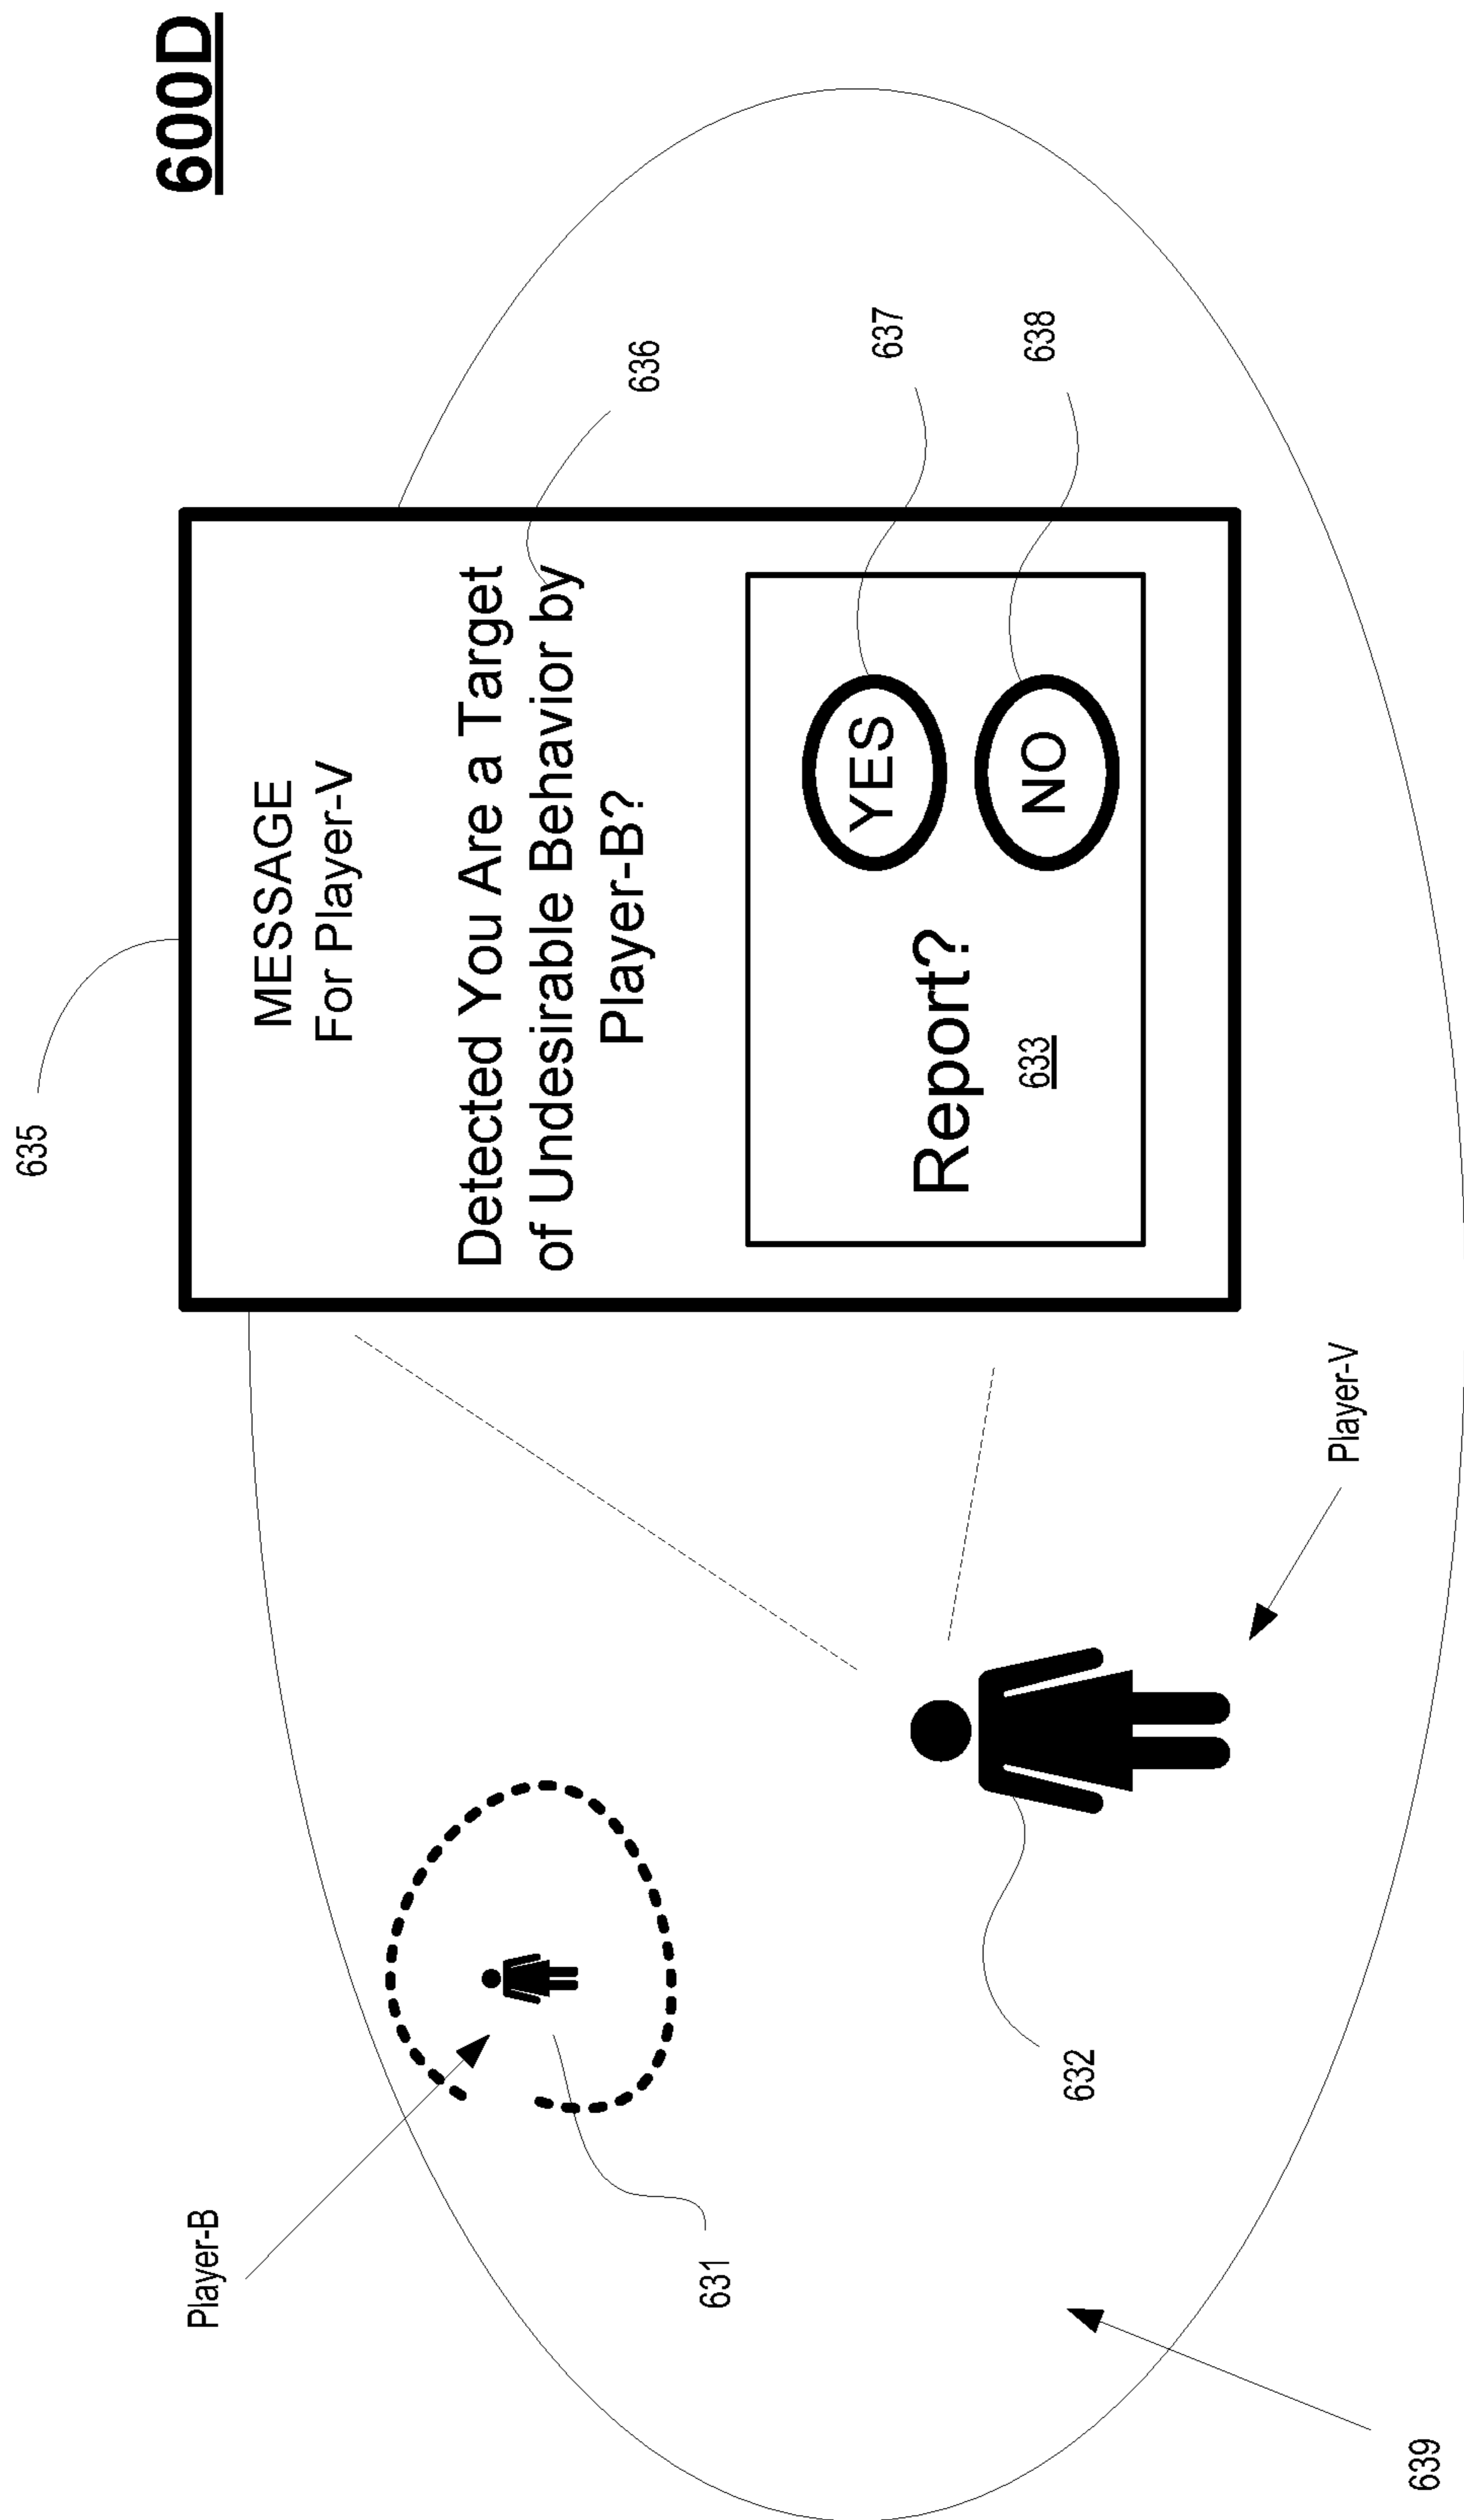 600D
635
MESSAGE
For Player-V
Detected You Are a Target
of Undesirable Behavior by
Player-B?
636
Report?
633
YES
637
NO
638
Player-B
631
632
Player-V
639